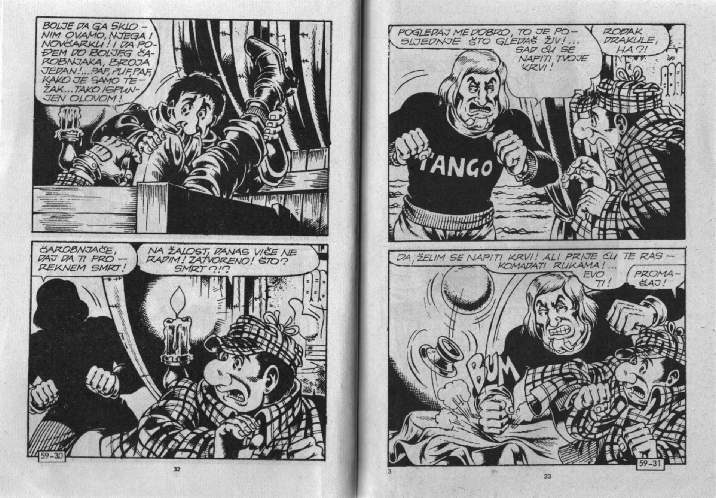 BOLJE DA GA SKLO-
NIM OVAMO, NJEGA I
NOVČARKU! I DA PO-
ĐEM DO BOLJEG ČA-
ROBNJAKA, BROJA
JEDAN!... PAF, PUF, PAF,
KAKO JE SAMO TE-
ŽAK... TAKO ISPUN-
JEN OLOVOM!
ČAROBNJAČE,
DAJ DA TI PRO-
REKNEM SMRT!
NA ŽALOST, DANAS VIŠE NE
RADIM! ZATVORENO! ŠTO?
SMRT?!?
59-30
32
POGLEDAJ ME DOBRO, TO JE PO-
SLJEDNJE ŠTO GLEDAŠ ŽIV!...
SAD ĆU SE
NAPITI TVOJE
KRVI!
ROĐAK
DRAKULE,
HA?!
TANGO
DA, ŽELIM SE NAPITI KRVI! ALI PRIJE ĆU TE RAS-
KOMADATI RUKAMA!...
EVO
TI!
PROMA-
ŠAJ!
BUM
59-31
3
33